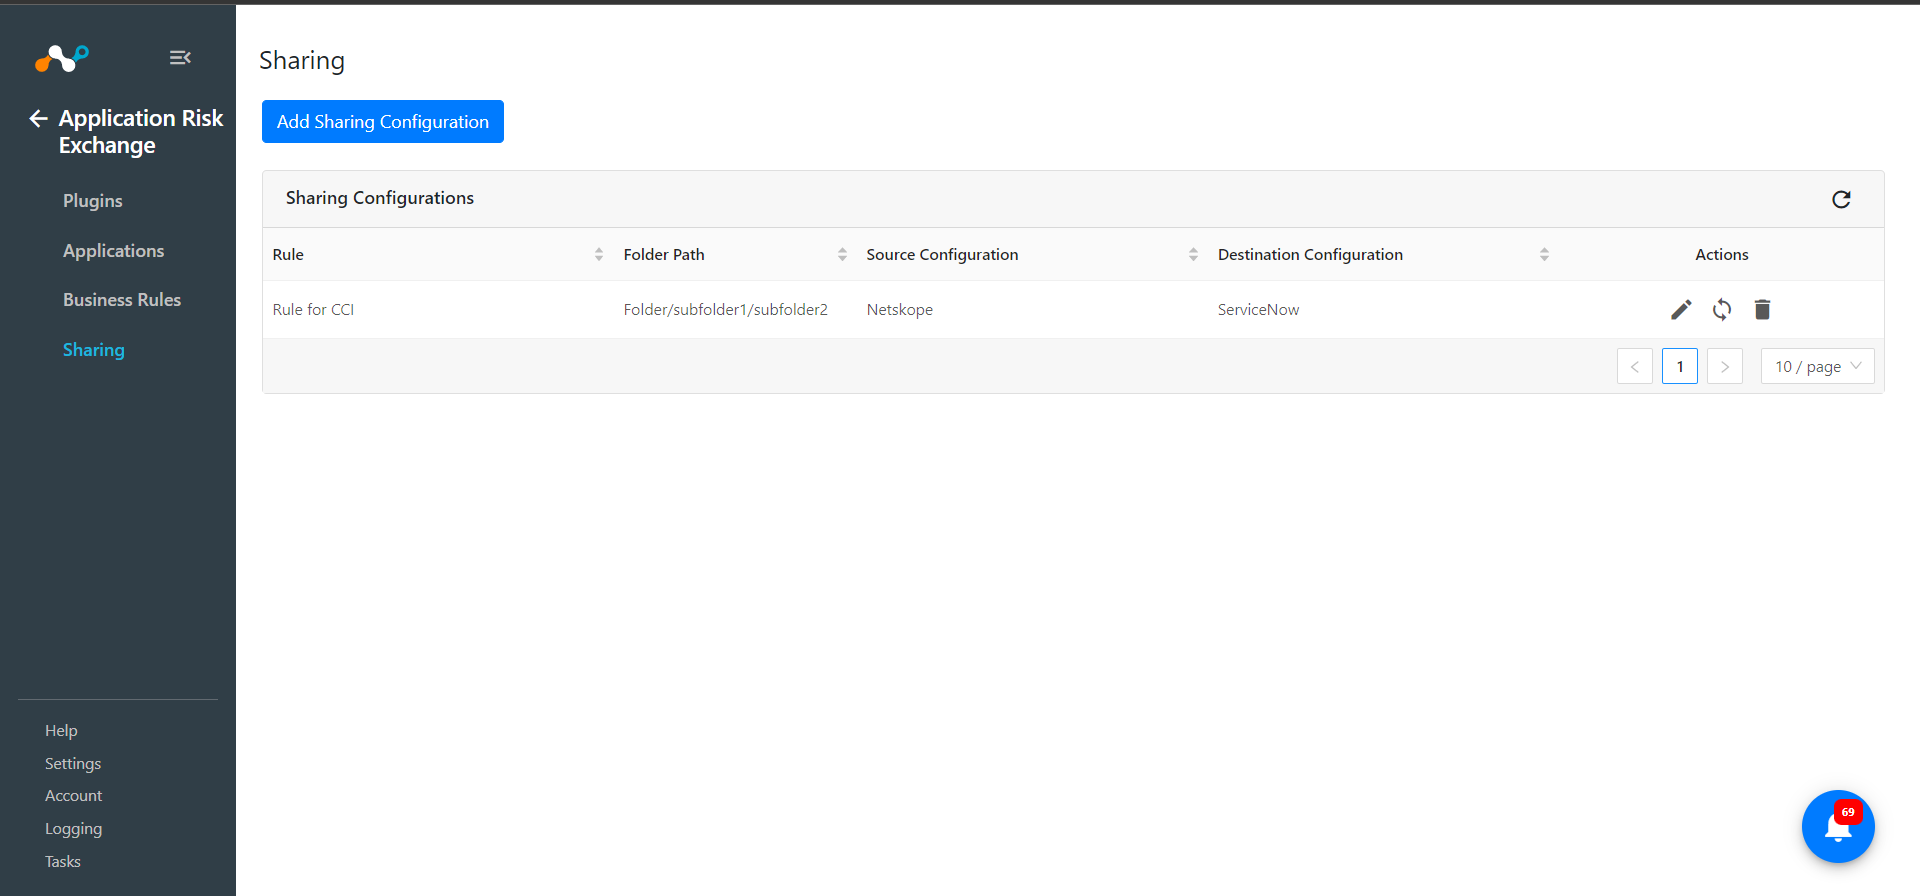 Application Risk
Exchange
Plugins
Applications
Business Rules
Sharing
Help
Settings
Account
Logging
Tasks
Sharing
Add Sharing Configuration
Sharing Configurations
Rule Folder Path Source Configuration Destination Configuration Actions
Rule for CCI Folder/subfolder1/subfolder2 Netskope ServiceNow
< 1 > 10 / page
69